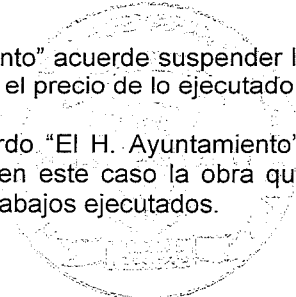 nto” acuerde suspender l
el precio de lo ejecutado
rdo “El H. Ayuntamiento”
en este caso la obra qu
abajos ejecutados.